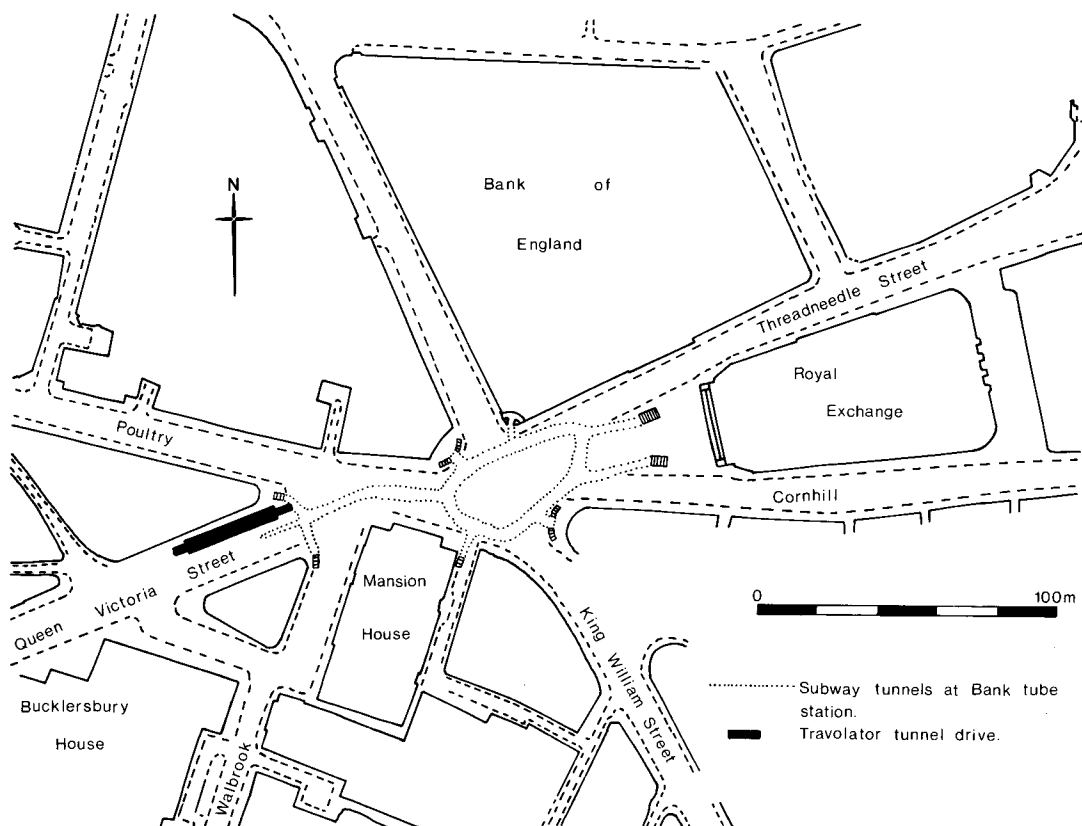 N
Bank of
England
Threadneedle Street
Royal
Exchange
Poultry
Cornhill
Queen Victoria Street
Mansion
House
King William Street
Bucklersbury
House
Walbrook
0 100m
Subway tunnels at Bank tube
station.
Travolator tunnel drive.